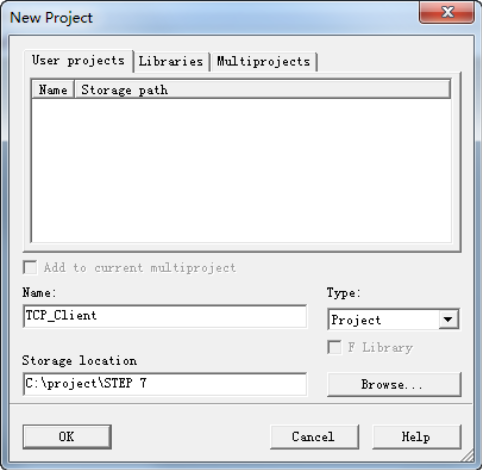 New Project
User projects Libraries Multiprojects
Name Storage path
Add to current multiproject
Name: Type:
TCP_Client Project
F Library
Storage location
C:\project\STEP 7 Browse...
OK Cancel Help